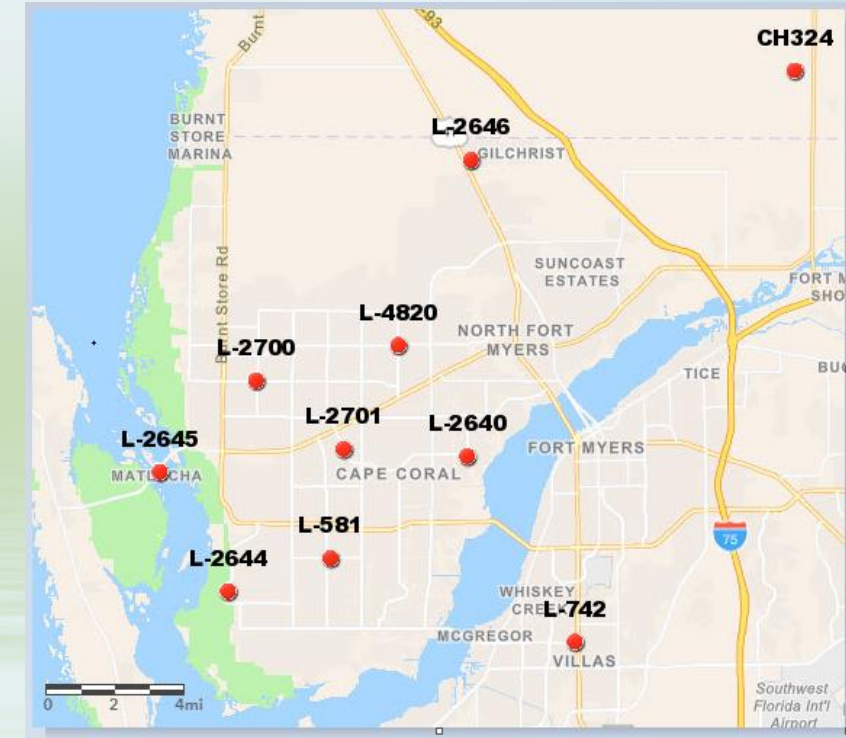 Burnt
-93
CH324
BURNT
STORE
MARINA
L-2646
GILCHRIST
SUNCOAST
ESTATES
FORT M
SHO
Burnt Store Rd
L-4820
NORTH FORT
MYERS
L-2700
TICE
BU
L-2701
L-2640
L-2645
FORT MYERS
MATLACHA
CAPE CORAL
L-581
75
L-2644
WHISKEY
CREEK
L-742
MCGREGOR
VILLAS
0 2 4mi
Southwest
Florida Int'l
Airport